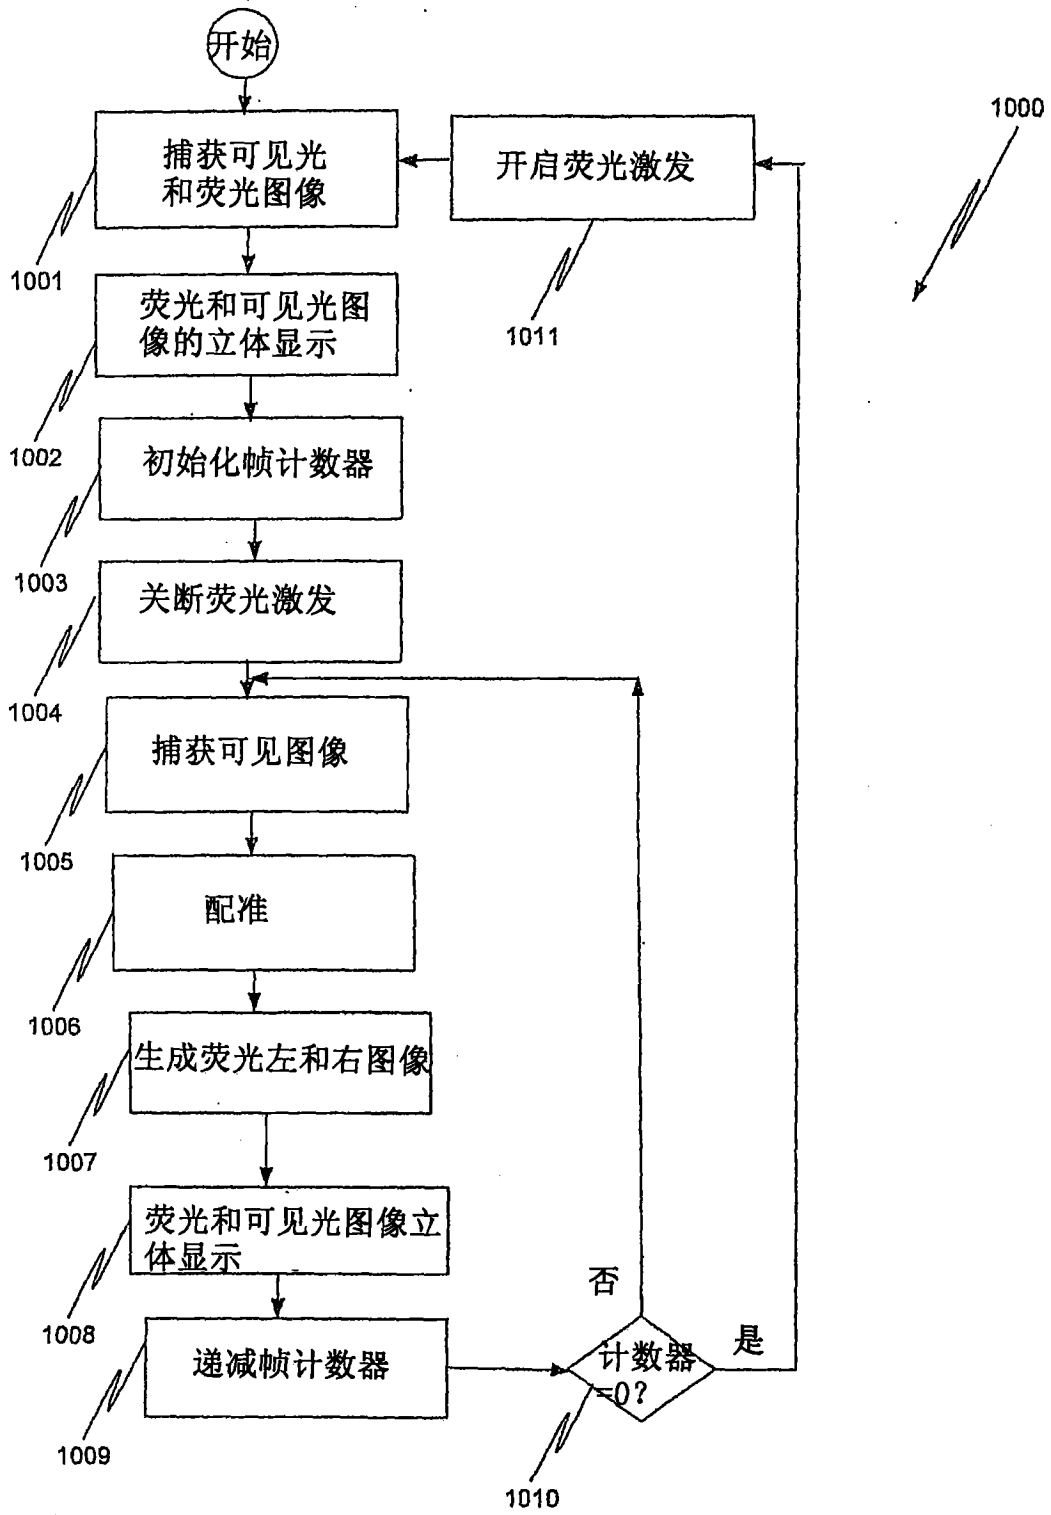 开始
1000
捕获可见光
和荧光图像
开启荧光激发
1001
1011
荧光和可见光图
像的立体显示
1002
初始化帧计数器
1003
关断荧光激发
1004
捕获可见图像
1005
配准
1006
生成荧光左和右图像
1007
荧光和可见光图像立
体显示
1008
否
是
递减帧计数器
计数器
=0?
1009
1010